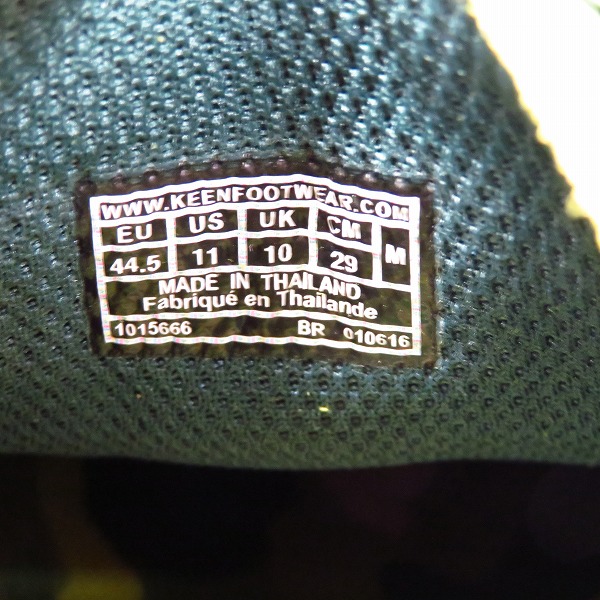 WWW.KEENFOOTWEAR.COM
EU US UK CM M
44.5 11 10 29
MADE IN THAILAND
Fabriqué en Thaïlande
1015666 BR 010616